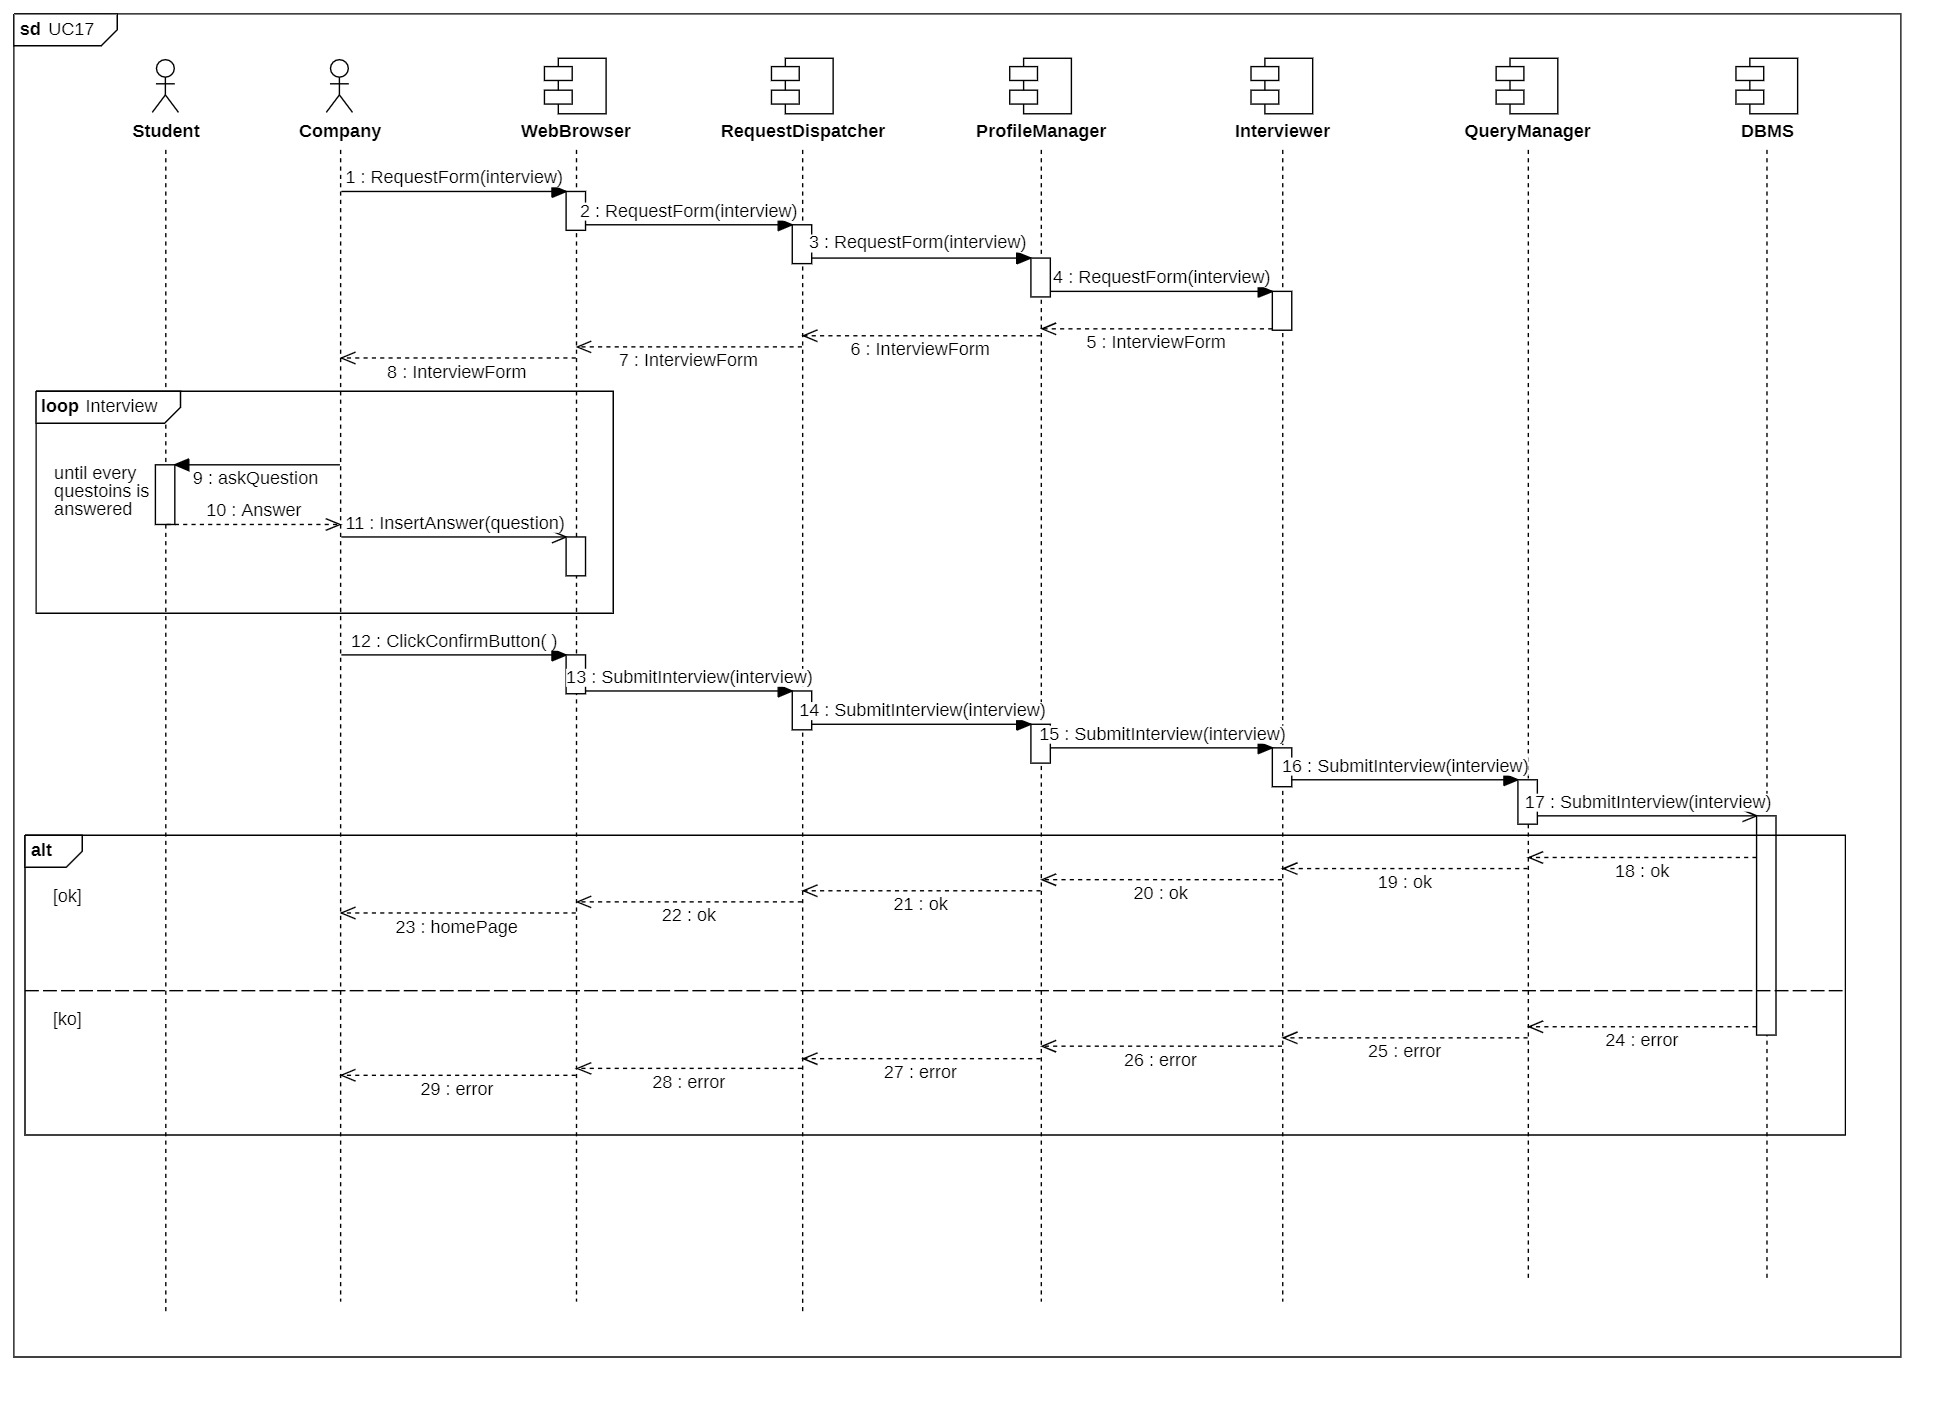 sd UC17
Student
Company
WebBrowser
RequestDispatcher
ProfileManager
Interviewer
QueryManager
DBMS
1 : RequestForm(interview)
2 : RequestForm(interview)
3 : RequestForm(interview)
4 : RequestForm(interview)
5 : InterviewForm
6 : InterviewForm
7 : InterviewForm
8 : InterviewForm
loop Interview
until every
questoins is
answered
9 : askQuestion
10 : Answer
11 : InsertAnswer(question)
12 : ClickConfirmButton( )
13 : SubmitInterview(interview)
14 : SubmitInterview(interview)
15 : SubmitInterview(interview)
16 : SubmitInterview(interview)
17 : SubmitInterview(interview)
alt
[ok]
18 : ok
19 : ok
20 : ok
21 : ok
22 : ok
23 : homePage
[ko]
24 : error
25 : error
26 : error
27 : error
28 : error
29 : error